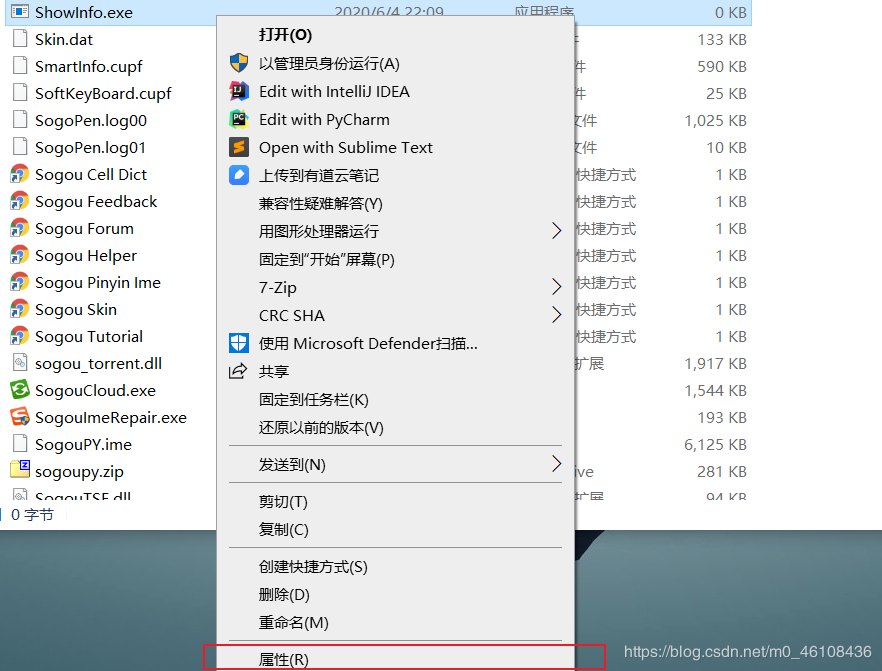 ShowInfo.exe 2020/6/4 22:09 应用程序 0 KB
Skin.dat 133 KB
SmartInfo.cupf 590 KB
SoftKeyBoard.cupf 25 KB
SogoPen.log00 文件 1,025 KB
SogoPen.log01 文件 10 KB
Sogou Cell Dict 快捷方式 1 KB
Sogou Feedback 快捷方式 1 KB
Sogou Forum 快捷方式 1 KB
Sogou Helper 快捷方式 1 KB
Sogou Pinyin Ime 快捷方式 1 KB
Sogou Skin 快捷方式 1 KB
Sogou Tutorial 快捷方式 1 KB
sogou_torrent.dll 扩展 1,917 KB
SogouCloud.exe 1,544 KB
SogouImeRepair.exe 193 KB
SogouPY.ime 6,125 KB
sogoupy.zip ive 281 KB
SogouTSF.dll 扩展 94 KB
0 字节
打开(O)
以管理员身份运行(A)
Edit with IntelliJ IDEA
Edit with PyCharm
Open with Sublime Text
上传到有道云笔记
兼容性疑难解答(Y)
用图形处理器运行
固定到“开始”屏幕(P)
7-Zip
CRC SHA
使用 Microsoft Defender扫描...
共享
固定到任务栏(K)
还原以前的版本(V)
发送到(N)
剪切(T)
复制(C)
创建快捷方式(S)
删除(D)
重命名(M)
属性(R)
https://blog.csdn.net/m0_46108436